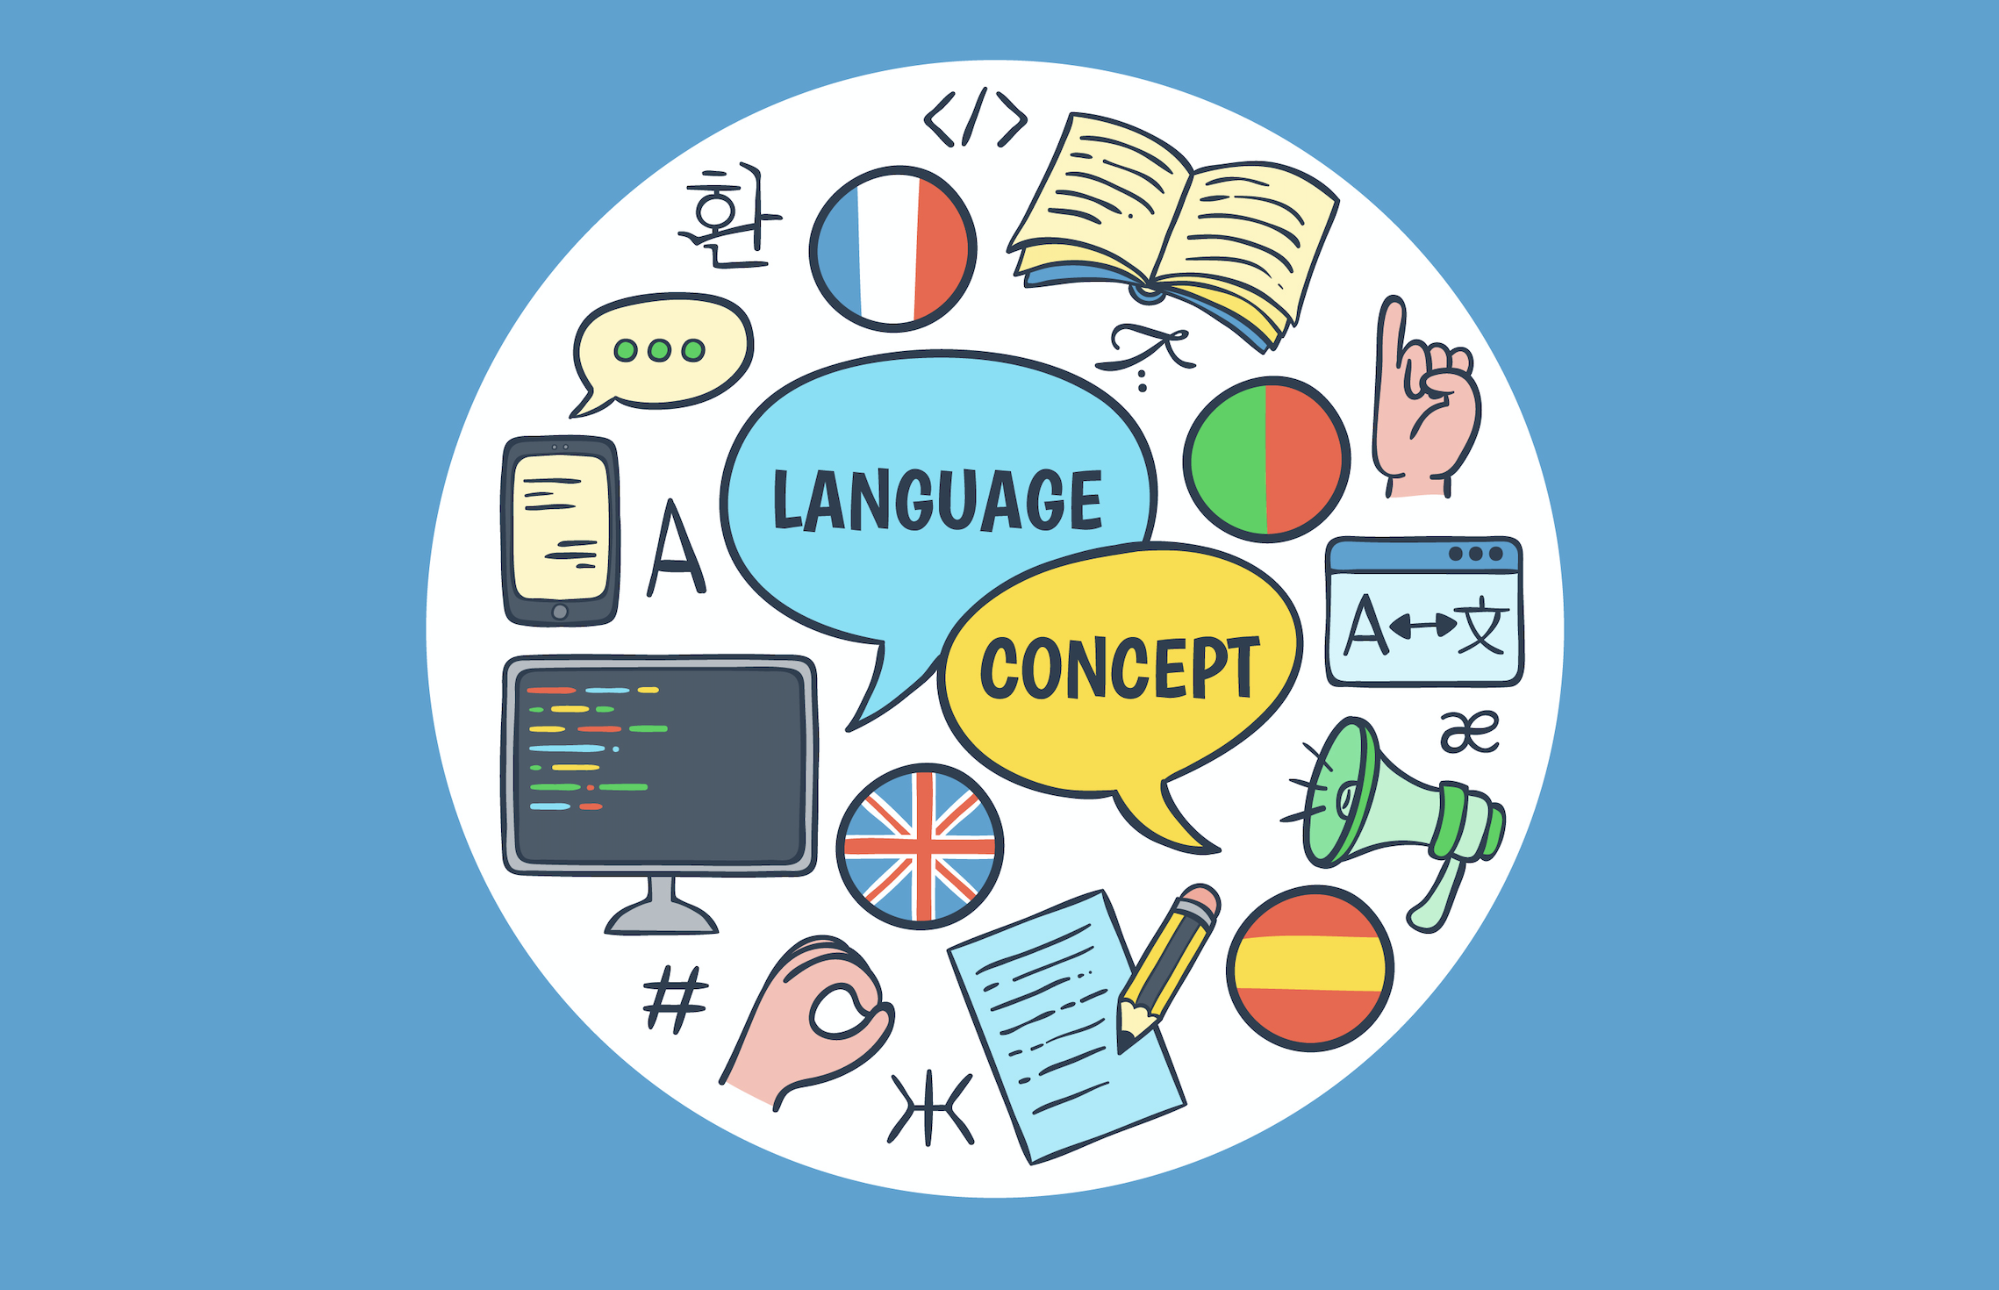 </>
환
LANGUAGE
A
CONCEPT
A↔文
æ
#
Ж